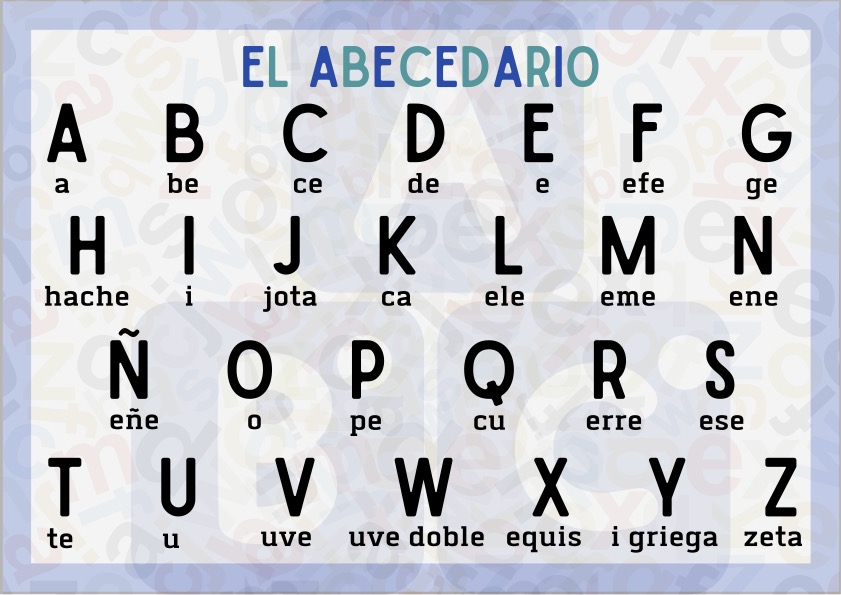 EL ABECEDARIO
A B C D E F G
a be ce de e efe ge
H I J K L M N
hache i jota ca ele eme ene
Ñ O P Q R S
eñe o pe cu erre ese
T U V W X Y Z
te u uve uve doble equis i griega zeta